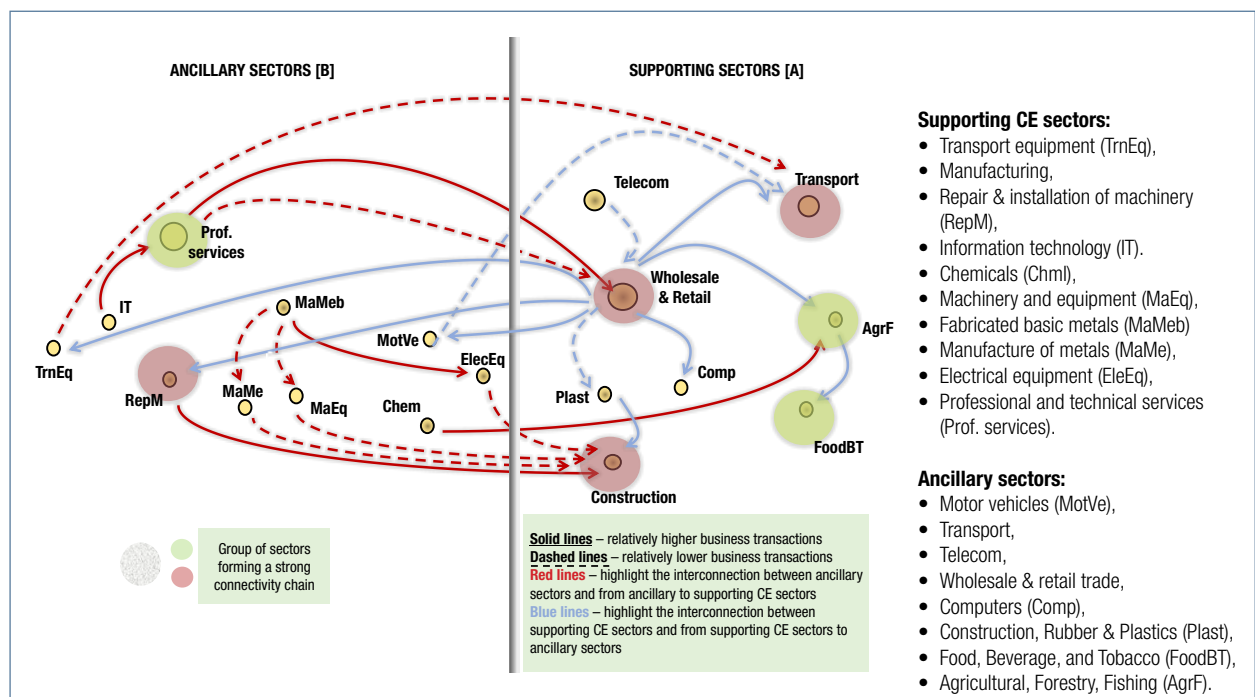 ANCILLARY SECTORS [B]
SUPPORTING SECTORS [A]
Prof.
services
IT
TrnEq
RepM
MaMeb
MaMe
MaEq
MotVe
ElecEq
Chem
Telecom
Transport
Wholesale
& Retail
AgrF
Comp
Plast
FoodBT
Construction
Group of sectors
forming a strong
connectivity chain
Solid lines – relatively higher business transactions
Dashed lines – relatively lower business transactions
Red lines – highlight the interconnection between ancillary
sectors and from ancillary to supporting CE sectors
Blue lines – highlight the interconnection between
supporting CE sectors and from supporting CE sectors to
ancillary sectors
Supporting CE sectors:
• Transport equipment (TrnEq),
• Manufacturing,
• Repair & installation of machinery
(RepM),
• Information technology (IT).
• Chemicals (Chml),
• Machinery and equipment (MaEq),
• Fabricated basic metals (MaMeb)
• Manufacture of metals (MaMe),
• Electrical equipment (EleEq),
• Professional and technical services
(Prof. services).
Ancillary sectors:
• Motor vehicles (MotVe),
• Transport,
• Telecom,
• Wholesale & retail trade,
• Computers (Comp),
• Construction, Rubber & Plastics (Plast),
• Food, Beverage, and Tobacco (FoodBT),
• Agricultural, Forestry, Fishing (AgrF).